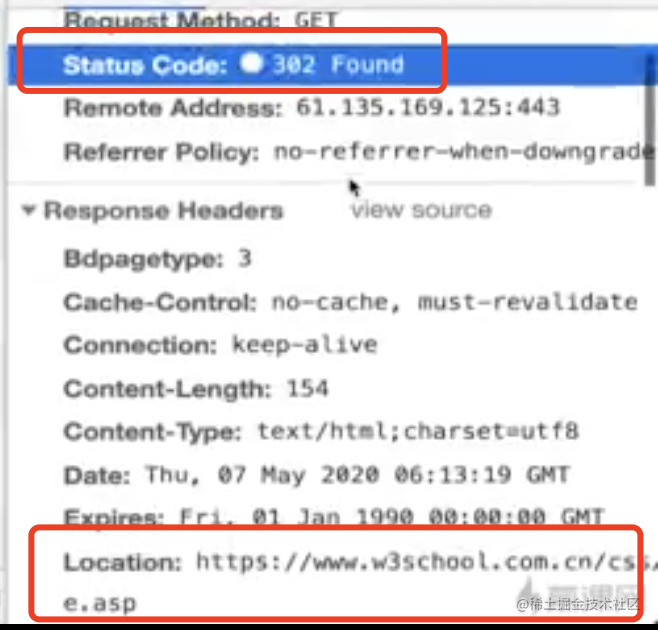 Request Method: GET
Status Code: 302 Found
Remote Address: 61.135.169.125:443
Referrer Policy: no-referrer-when-downgrade
Response Headers view source
Bdpagetype: 3
Cache-Control: no-cache, must-revalidate
Connection: keep-alive
Content-Length: 154
Content-Type: text/html;charset=utf8
Date: Thu, 07 May 2020 06:13:19 GMT
Expires: Fri, 01 Jan 1990 00:00:00 GMT
Location: https://www.w3school.com.cn/css/
e.asp
@稀土掘金技术社区